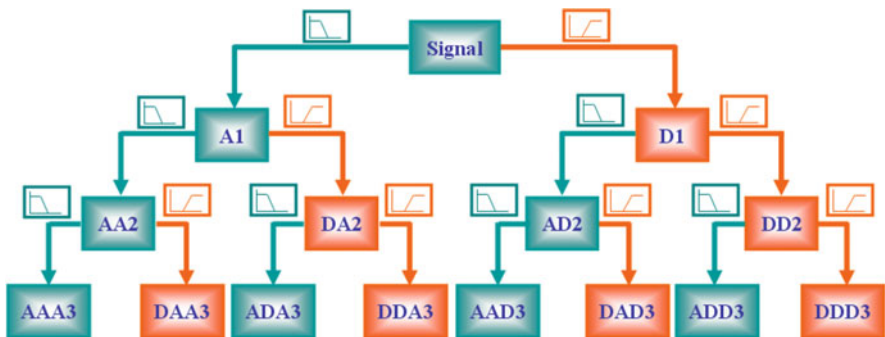 Signal
A1
D1
AA2
DA2
AD2
DD2
AAA3
DAA3
ADA3
DDA3
AAD3
DAD3
ADD3
DDD3